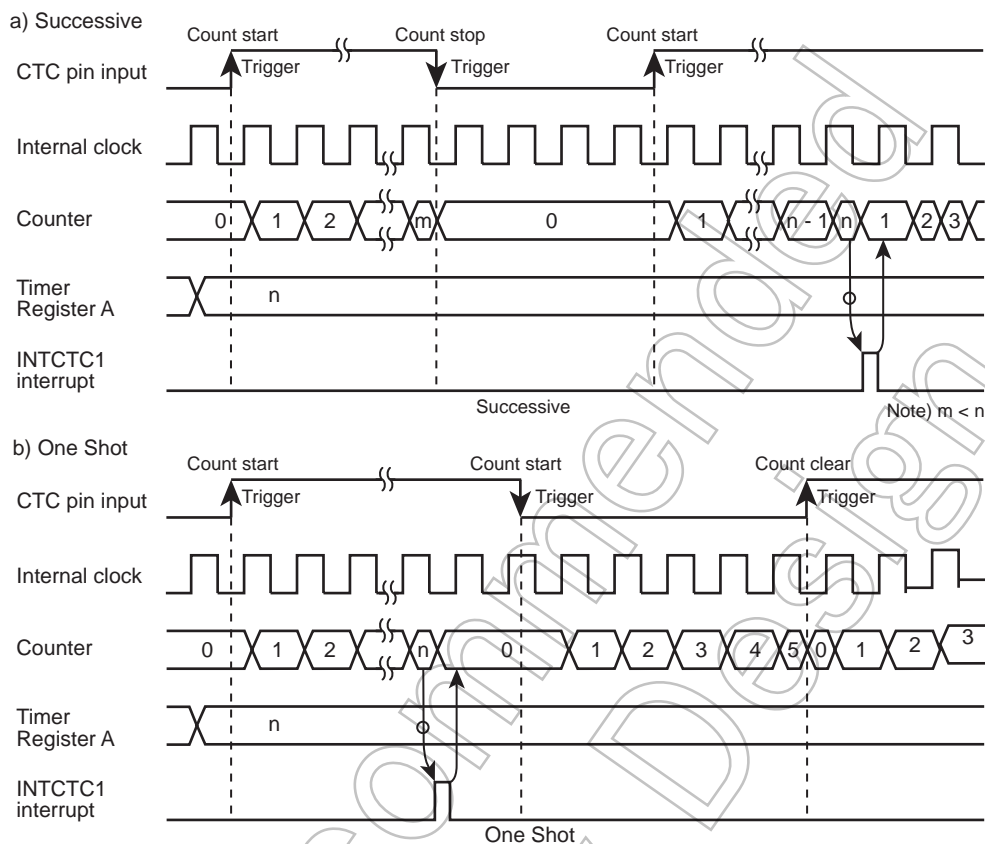 a) Successive
Count start Count stop Count start
CTC pin input Trigger Trigger Trigger
Internal clock
Counter 0 1 2 m 0 1 n - 1 n 1 2 3
Timer
Register A n
INTCTC1
interrupt
Successive Note) m < n
b) One Shot
Count start Count start Count clear
CTC pin input Trigger Trigger Trigger
Internal clock
Counter 0 1 2 n 0 1 2 3 4 5 0 1 2 3
Timer
Register A n
INTCTC1
interrupt
One Shot
commended
Design